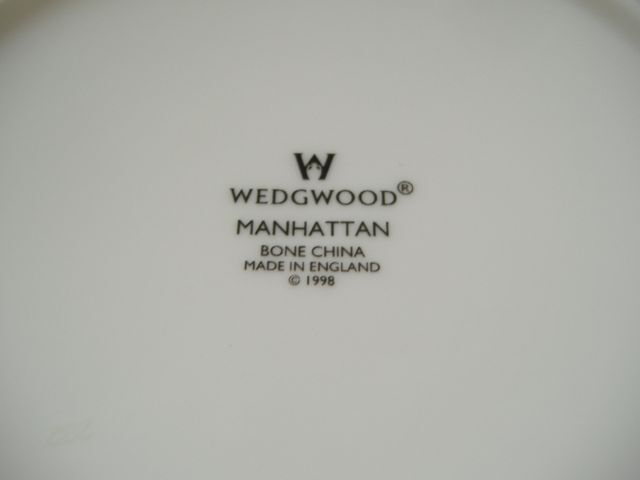 W
WEDGWOOD®
MANHATTAN
BONE CHINA
MADE IN ENGLAND
© 1998